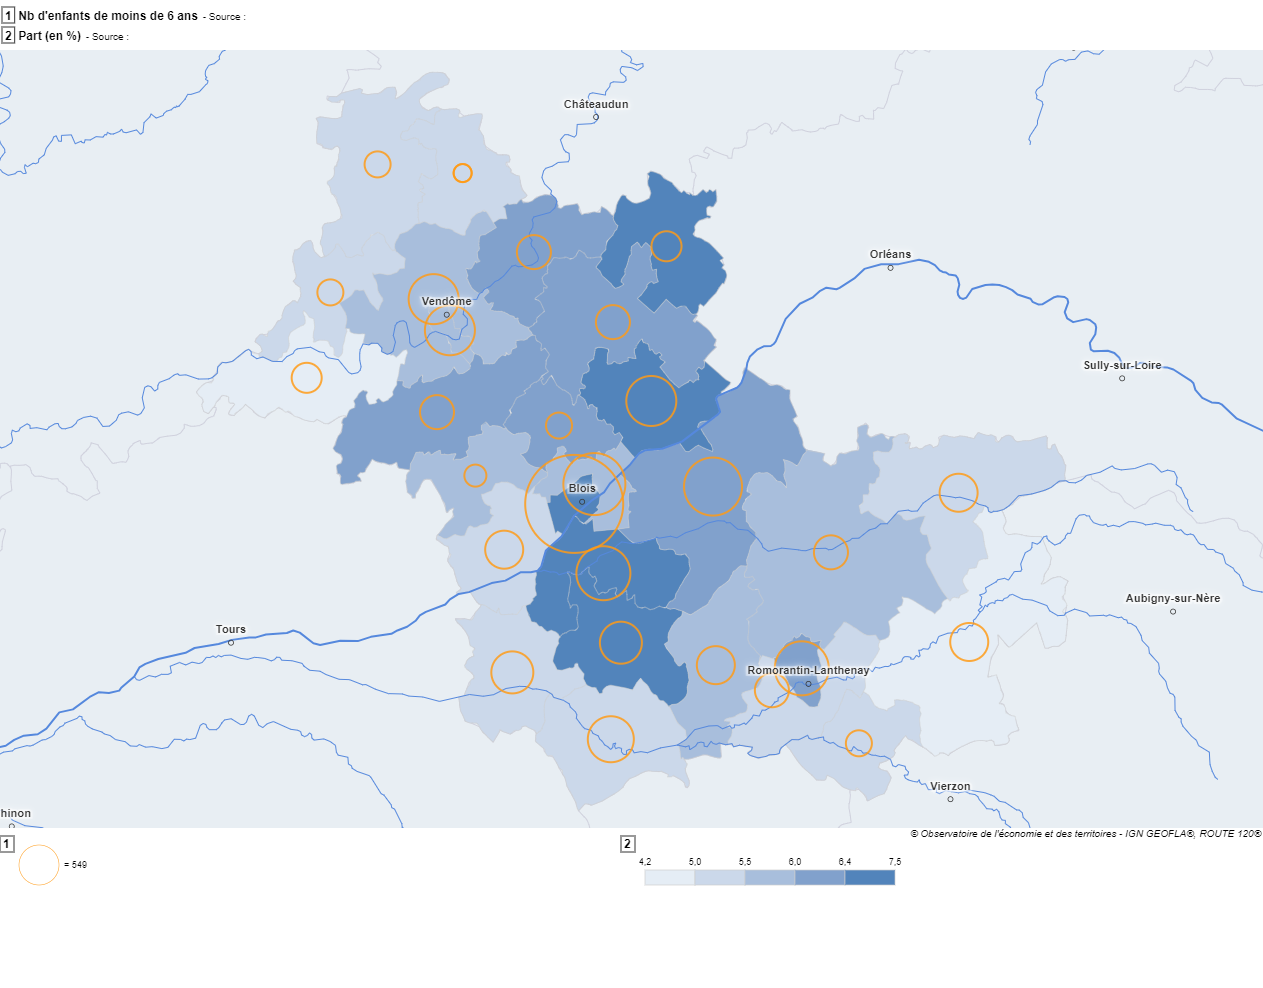 1 Nb d'enfants de moins de 6 ans - Source :
2 Part (en %) - Source :
Châteaudun
Orléans
Vendôme
Sully-sur-Loire
Blois
Aubigny-sur-Nère
Tours
Romorantin-Lanthenay
Vierzon
hinon
© Observatoire de l'économie et des territoires - IGN GEOFLA®, ROUTE 120®
1
= 549
2
4,2 5,0 5,5 6,0 6,4 7,5